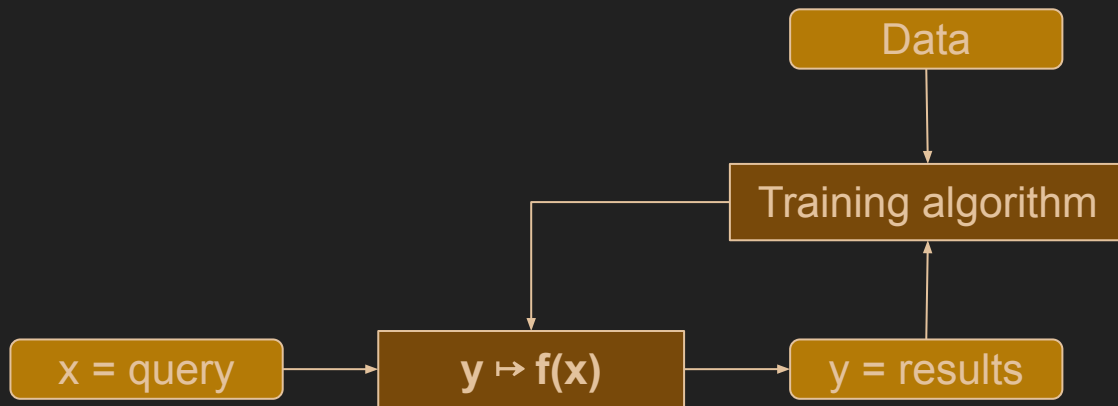 Data
Training algorithm
x = query
y ↦ f(x)
y = results